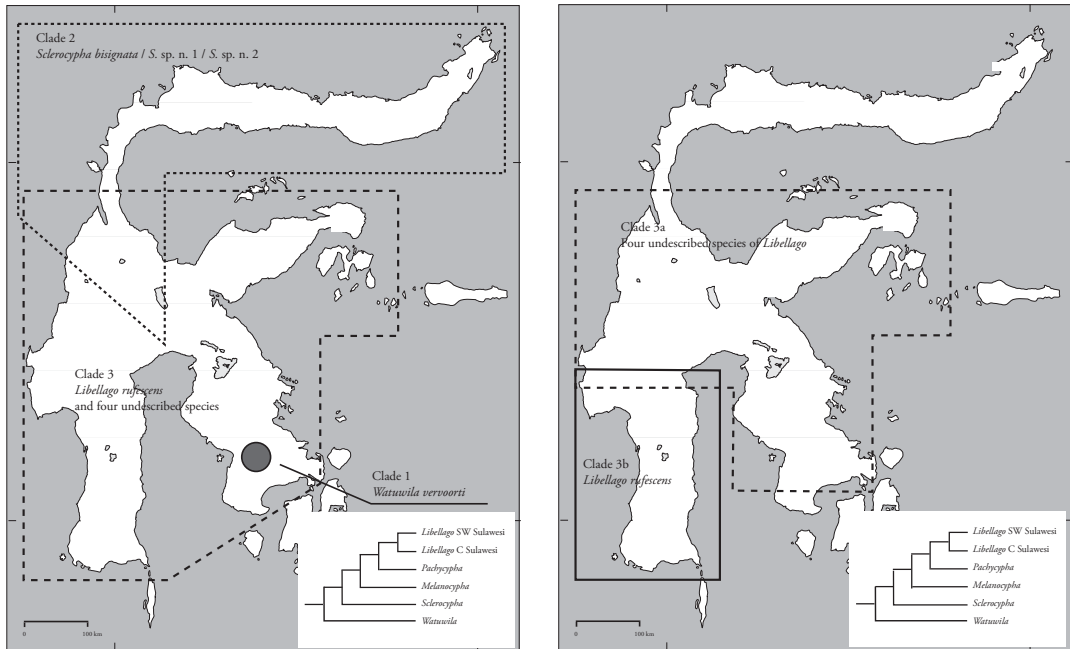 Clade 2
Sclerocypha bisignata / S. sp. n. 1 / S. sp. n. 2
Clade 3
Libellago rufescens
and four undescribed species
Clade 1
Watuwila vervoorti
Libellago SW Sulawesi
Libellago C Sulawesi
Pachycypha
Melanocypha
Sclerocypha
Watuwila
0 100 km
Clade 3a
Four undescribed species of Libellago
Clade 3b
Libellago rufescens
Libellago SW Sulawesi
Libellago C Sulawesi
Pachycypha
Melanocypha
Sclerocypha
Watuwila
0 100 km